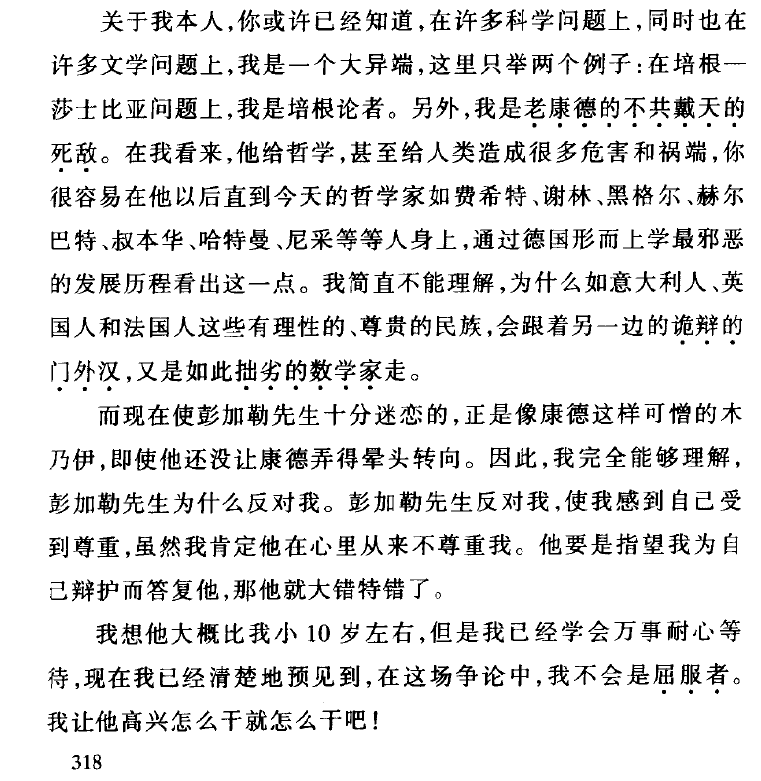 关于我本人,你或许已经知道,在许多科学问题上,同时也在
许多文学问题上,我是一个大异端,这里只举两个例子:在培根—
莎士比亚问题上,我是培根论者。另外,我是老康德的不共戴天的
死敌。在我看来,他给哲学,甚至给人类造成很多危害和祸端,你
很容易在他以后直到今天的哲学家如费希特、谢林、黑格尔、赫尔
巴特、叔本华、哈特曼、尼采等等人身上,通过德国形而上学最邪恶
的发展历程看出这一点。我简直不能理解,为什么如意大利人、英
国人和法国人这些有理性的、尊贵的民族,会跟着另一边的诡辩的
门外汉,又是如此拙劣的数学家走。
而现在使彭加勒先生十分迷恋的,正是像康德这样可憎的木
乃伊,即使他还没让康德弄得晕头转向。因此,我完全能够理解,
彭加勒先生为什么反对我。彭加勒先生反对我,使我感到自己受
到尊重,虽然我肯定他在心里从来不尊重我。他要是指望我为自
己辩护而答复他,那他就大错特错了。
我想他大概比我小 10 岁左右,但是我已经学会万事耐心等
待,现在我已经清楚地预见到,在这场争论中,我不会是屈服者。
我让他高兴怎么干就怎么干吧!
318